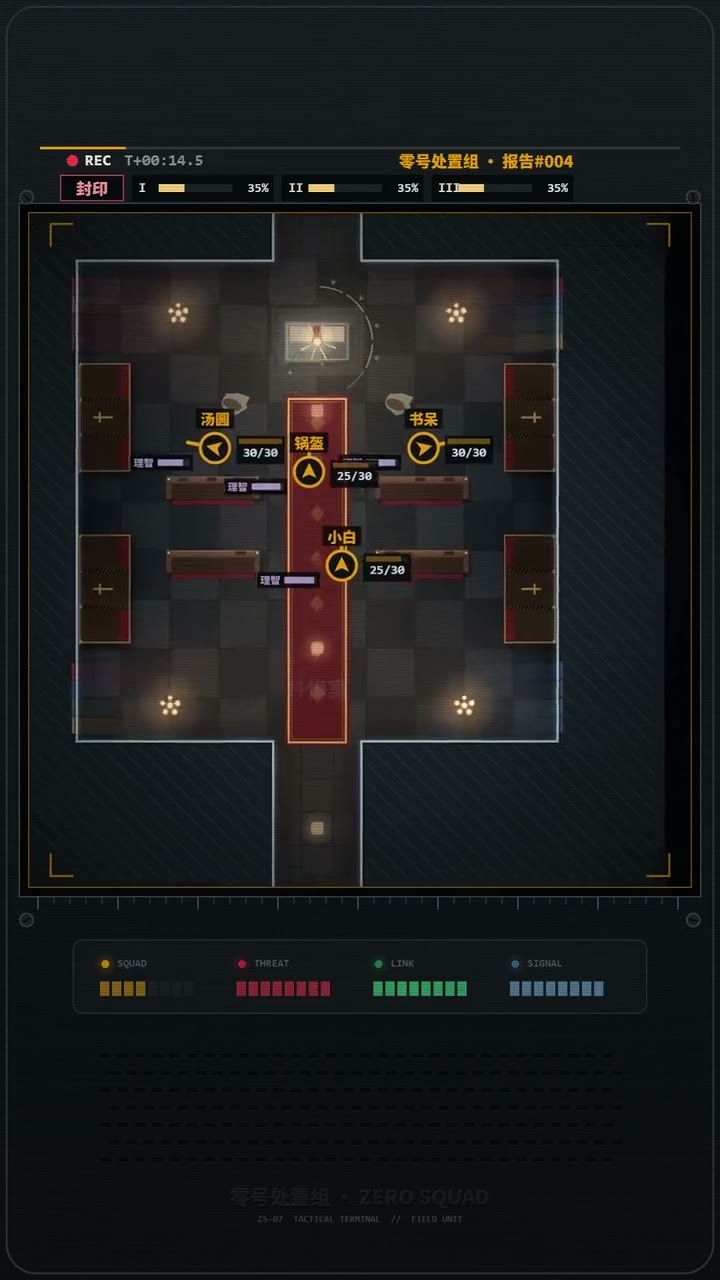 REC T+00:14.5 零号处置组 · 报告#004
封印 I 35% II 35% III 35%
汤圆
30/30
理智
锅盔
25/30
理智
书呆
30/30
小白
25/30
理智
SQUAD THREAT LINK SIGNAL
零号处置组 · ZERO SQUAD
ZS-07 TACTICAL TERMINAL // FIELD UNIT